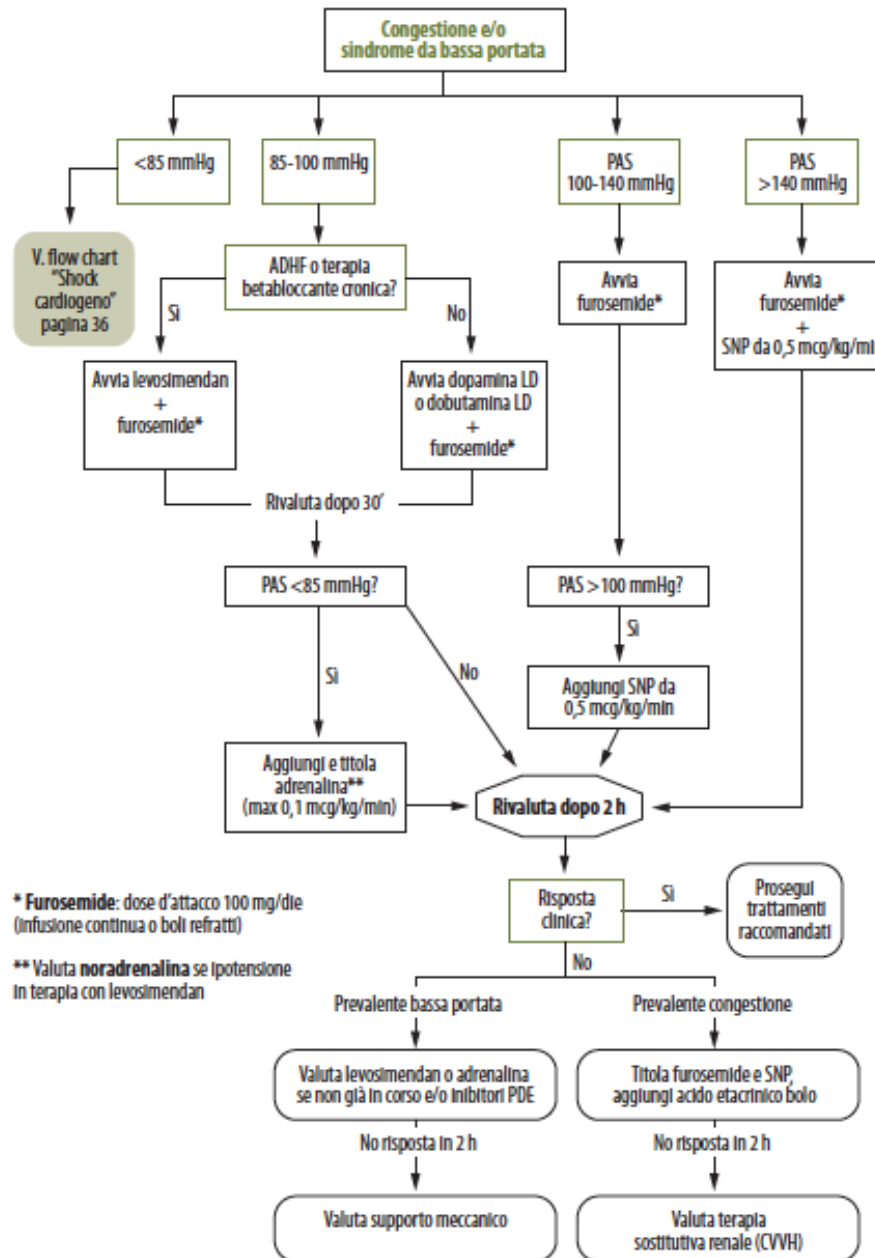 Congestione e/o
sindrome da bassa portata
<85 mmHg
85-100 mmHg
PAS
100-140 mmHg
PAS
>140 mmHg
V. flow chart
"Shock
cardiogeno"
pagina 36
ADHF o terapia
betabloccante cronica?
Avvia
furosemide*
Avvia
furosemide*
+
SNP da 0,5 mcg/kg/min
Sì
No
Avvia levosimendan
+
furosemide*
Avvia dopamina LD
o dobutamina LD
+
furosemide*
Rivaluta dopo 30'
PAS <85 mmHg?
PAS >100 mmHg?
Sì
No
Sì
Aggiungi SNP da
0,5 mcg/kg/min
Aggiungi e titola
adrenalina**
(max 0,1 mcg/kg/min)
Rivaluta dopo 2 h
* Furosemide: dose d'attacco 100 mg/die
(infusione continua o boli refratti)
** Valuta noradrenalina se ipotensione
in terapia con levosimendan
Risposta
clinica?
Sì
Prosegui
trattamenti
raccomandati
No
Prevalente bassa portata
Prevalente congestione
Valuta levosimendan o adrenalina
se non già in corso e/o inibitori PDE
Titola furosemide e SNP,
aggiungi acido etacrinico bolo
No risposta in 2 h
No risposta in 2 h
Valuta supporto meccanico
Valuta terapia
sostitutiva renale (CVVH)